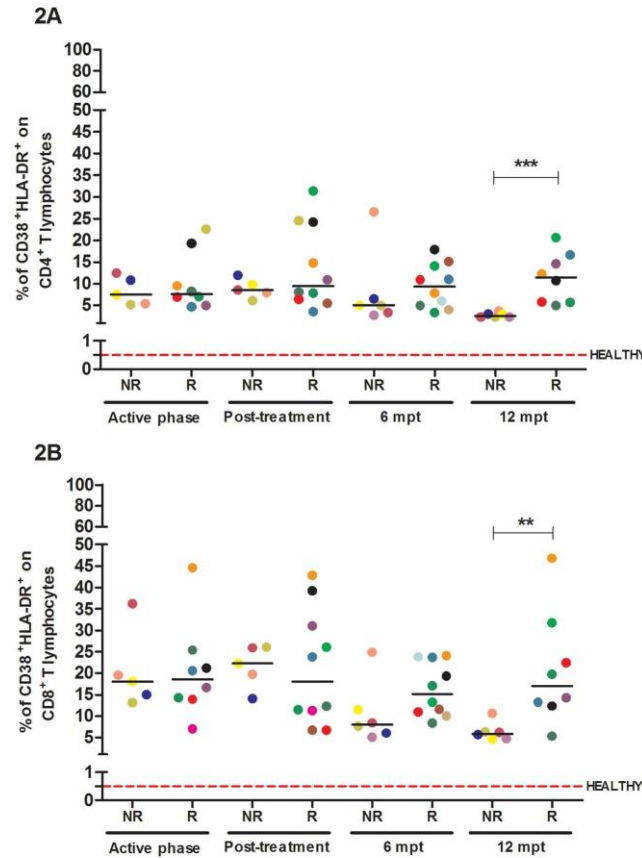 2A
% of CD38⁺HLA-DR⁺ on
CD4⁺ T lymphocytes
100
80
60
50
45
40
35
30
25
20
15
10
5
1
0
***
HEALTHY
NR R NR R NR R NR R
Active phase Post-treatment 6 mpt 12 mpt
2B
% of CD38⁺HLA-DR⁺ on
CD8⁺ T lymphocytes
100
80
60
50
45
40
35
30
25
20
15
10
5
1
0
**
HEALTHY
NR R NR R NR R NR R
Active phase Post-treatment 6 mpt 12 mpt